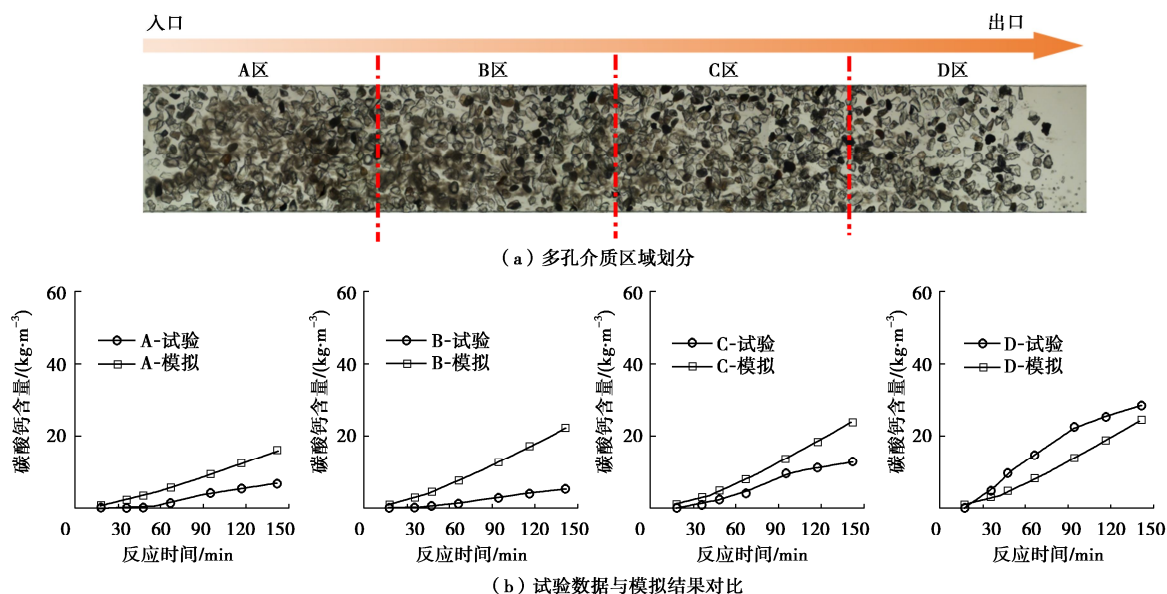 入口
出口
A区 B区 C区 D区
(a)多孔介质区域划分
60
40
20
0 30 60 90 120 150
碳酸钙含量/(kg·m⁻³)
A-试验
A-模拟
反应时间/min
60
40
20
0 30 60 90 120 150
碳酸钙含量/(kg·m⁻³)
B-试验
B-模拟
反应时间/min
60
40
20
0 30 60 90 120 150
碳酸钙含量/(kg·m⁻³)
C-试验
C-模拟
反应时间/min
60
40
20
0 30 60 90 120 150
碳酸钙含量/(kg·m⁻³)
D-试验
D-模拟
反应时间/min
(b)试验数据与模拟结果对比